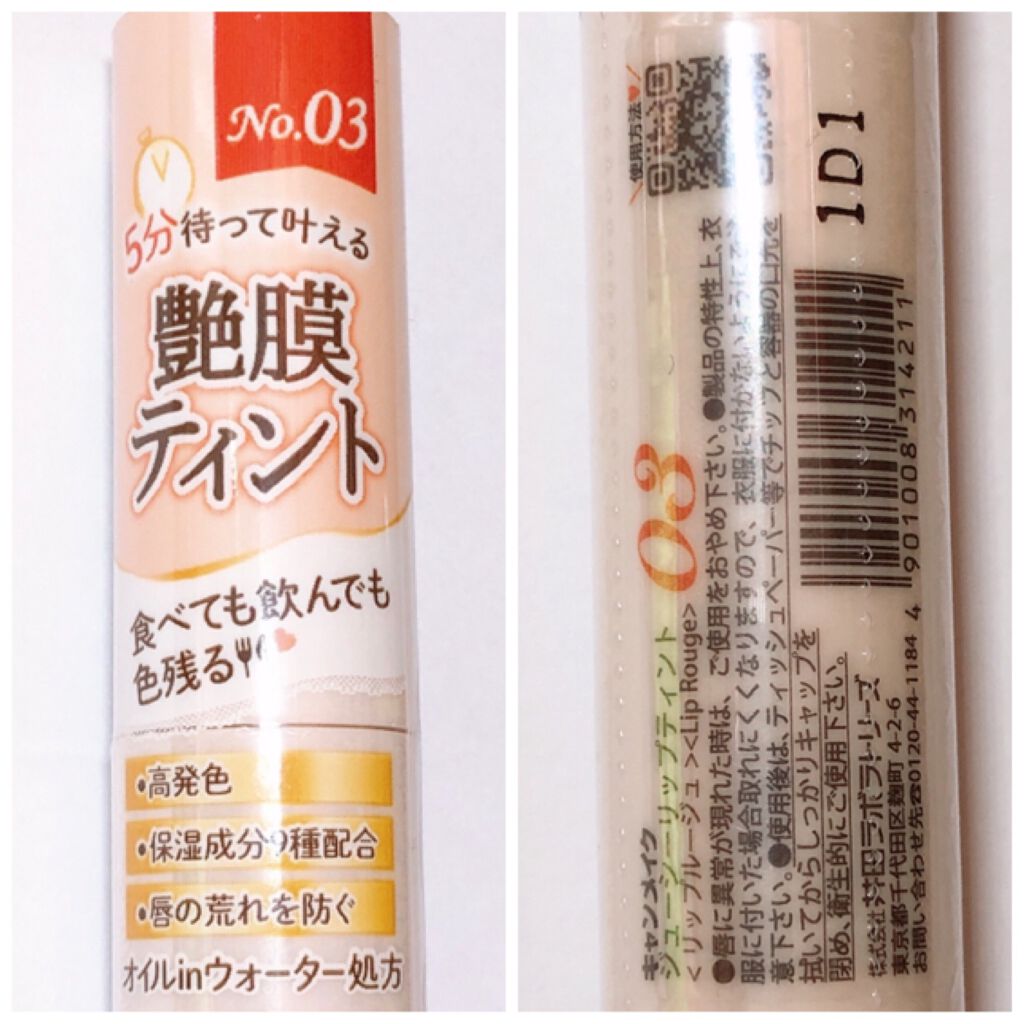 No.03
5分待って叶える
艶膜
ティント
食べても飲んでも
色残る
•高発色
•保湿成分9種配合
•唇の荒れを防ぐ
オイルinウォーター処方
使用方法
1D1
キャンメイク
ジューシーリップティント 03
<リップルージュ><Lip Rouge>
●唇に異常が現れた時は、ご使用をおやめ下さい。●製品の特性上、衣
服に付いた場合取れにくくなりますので、衣服に付かないように
意下さい。●使用後は、ティッシュペーパー等でチップと容器の口元を
拭いてからしっかりキャップを
閉め、衛生的にご使用下さい。
株式会社井田ラボラトリーズ
東京都千代田区麹町4-2-6
お問い合わせ先☎0120-44-1184
4 901008 314211